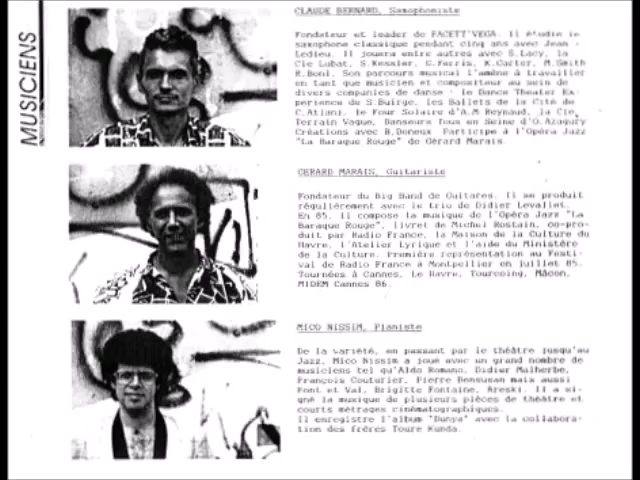 MUSICIENS
CLAUDE BERNARD, Saxophoniste
Fondateur et leader de FACETT'VEGA. Il étudie le
saxophone classique pendant cinq ans avec Jean
Ledieu. Il jouera entre autres avec S.Lacy, la
Cie Lubat, S.Kessler, G.Ferris, K.Carter, M.Smith
R.Boni. Son parcours musical l'amène à travailler
en tant que musicien et compositeur au sein de
divers companies de danse : le Dance Theater Ex-
perience de S.Buirge, les Ballets de la Cité de
C.Atlani, le Four Solaire d'A.M Reynaud, la Cie
Terrain Vague, Danseurs Tous en Seine d'O.Azagury
Créations avec B.Doneux Participe à l'Opéra Jazz
"La Baraque Rouge" de Gérard Marais.
GERARD MARAIS, Guitariste
Fondateur du Big Band de Guitares. Il se produit
régulièrement avec le trio de Didier Levallet.
En 85. Il compose la musique de l'Opéra Jazz "La
Baraque Rouge", livret de Michel Rostain, co-pro-
duit par Radio France, la Maison de la Culture du
Havre, l'Atelier Lyrique et l'aide du Ministère
de la Culture. Première représentation au Festi-
val de Radio France à Montpellier en juillet 85.
Tournées à Cannes, Le Havre, Tourcoing, Mâcon,
MIDEM Cannes 86.
MICO NISSIM, Pianiste
De la variété, en passant par le théâtre jusqu'au
Jazz, Mico Nissim a joué avec un grand nombre de
musiciens tel qu'Aldo Romano, Didier Malherbe,
François Couturier, Pierre Bensusan mais aussi
Font et Val, Brigitte Fontaine, Areski. Il a si-
gné la musique de plusieurs pièces de théâtre et
courts métrages cinématographiques.
Il enregistre l'album "Dunya" avec la collabora-
tion des frères Toure Kunda.